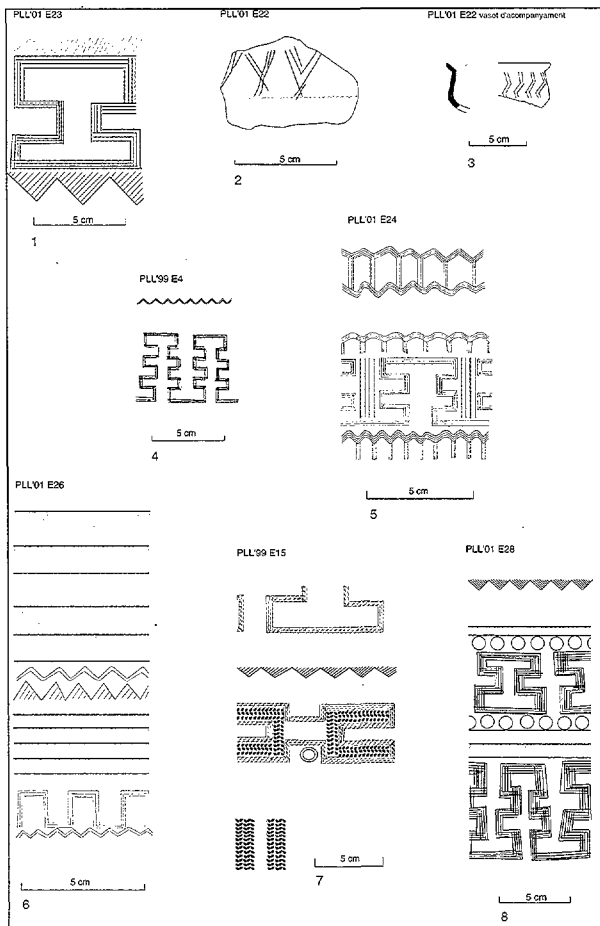 PLL'01 E23
5 cm
1
PLL'01 E22
5 cm
2
PLL'01 E22 vaset d'acompanyament
5 cm
3
PLL'99 E4
5 cm
4
PLL'01 E24
5 cm
5
PLL'01 E26
5 cm
6
PLL'99 E15
5 cm
7
PLL'01 E28
5 cm
8